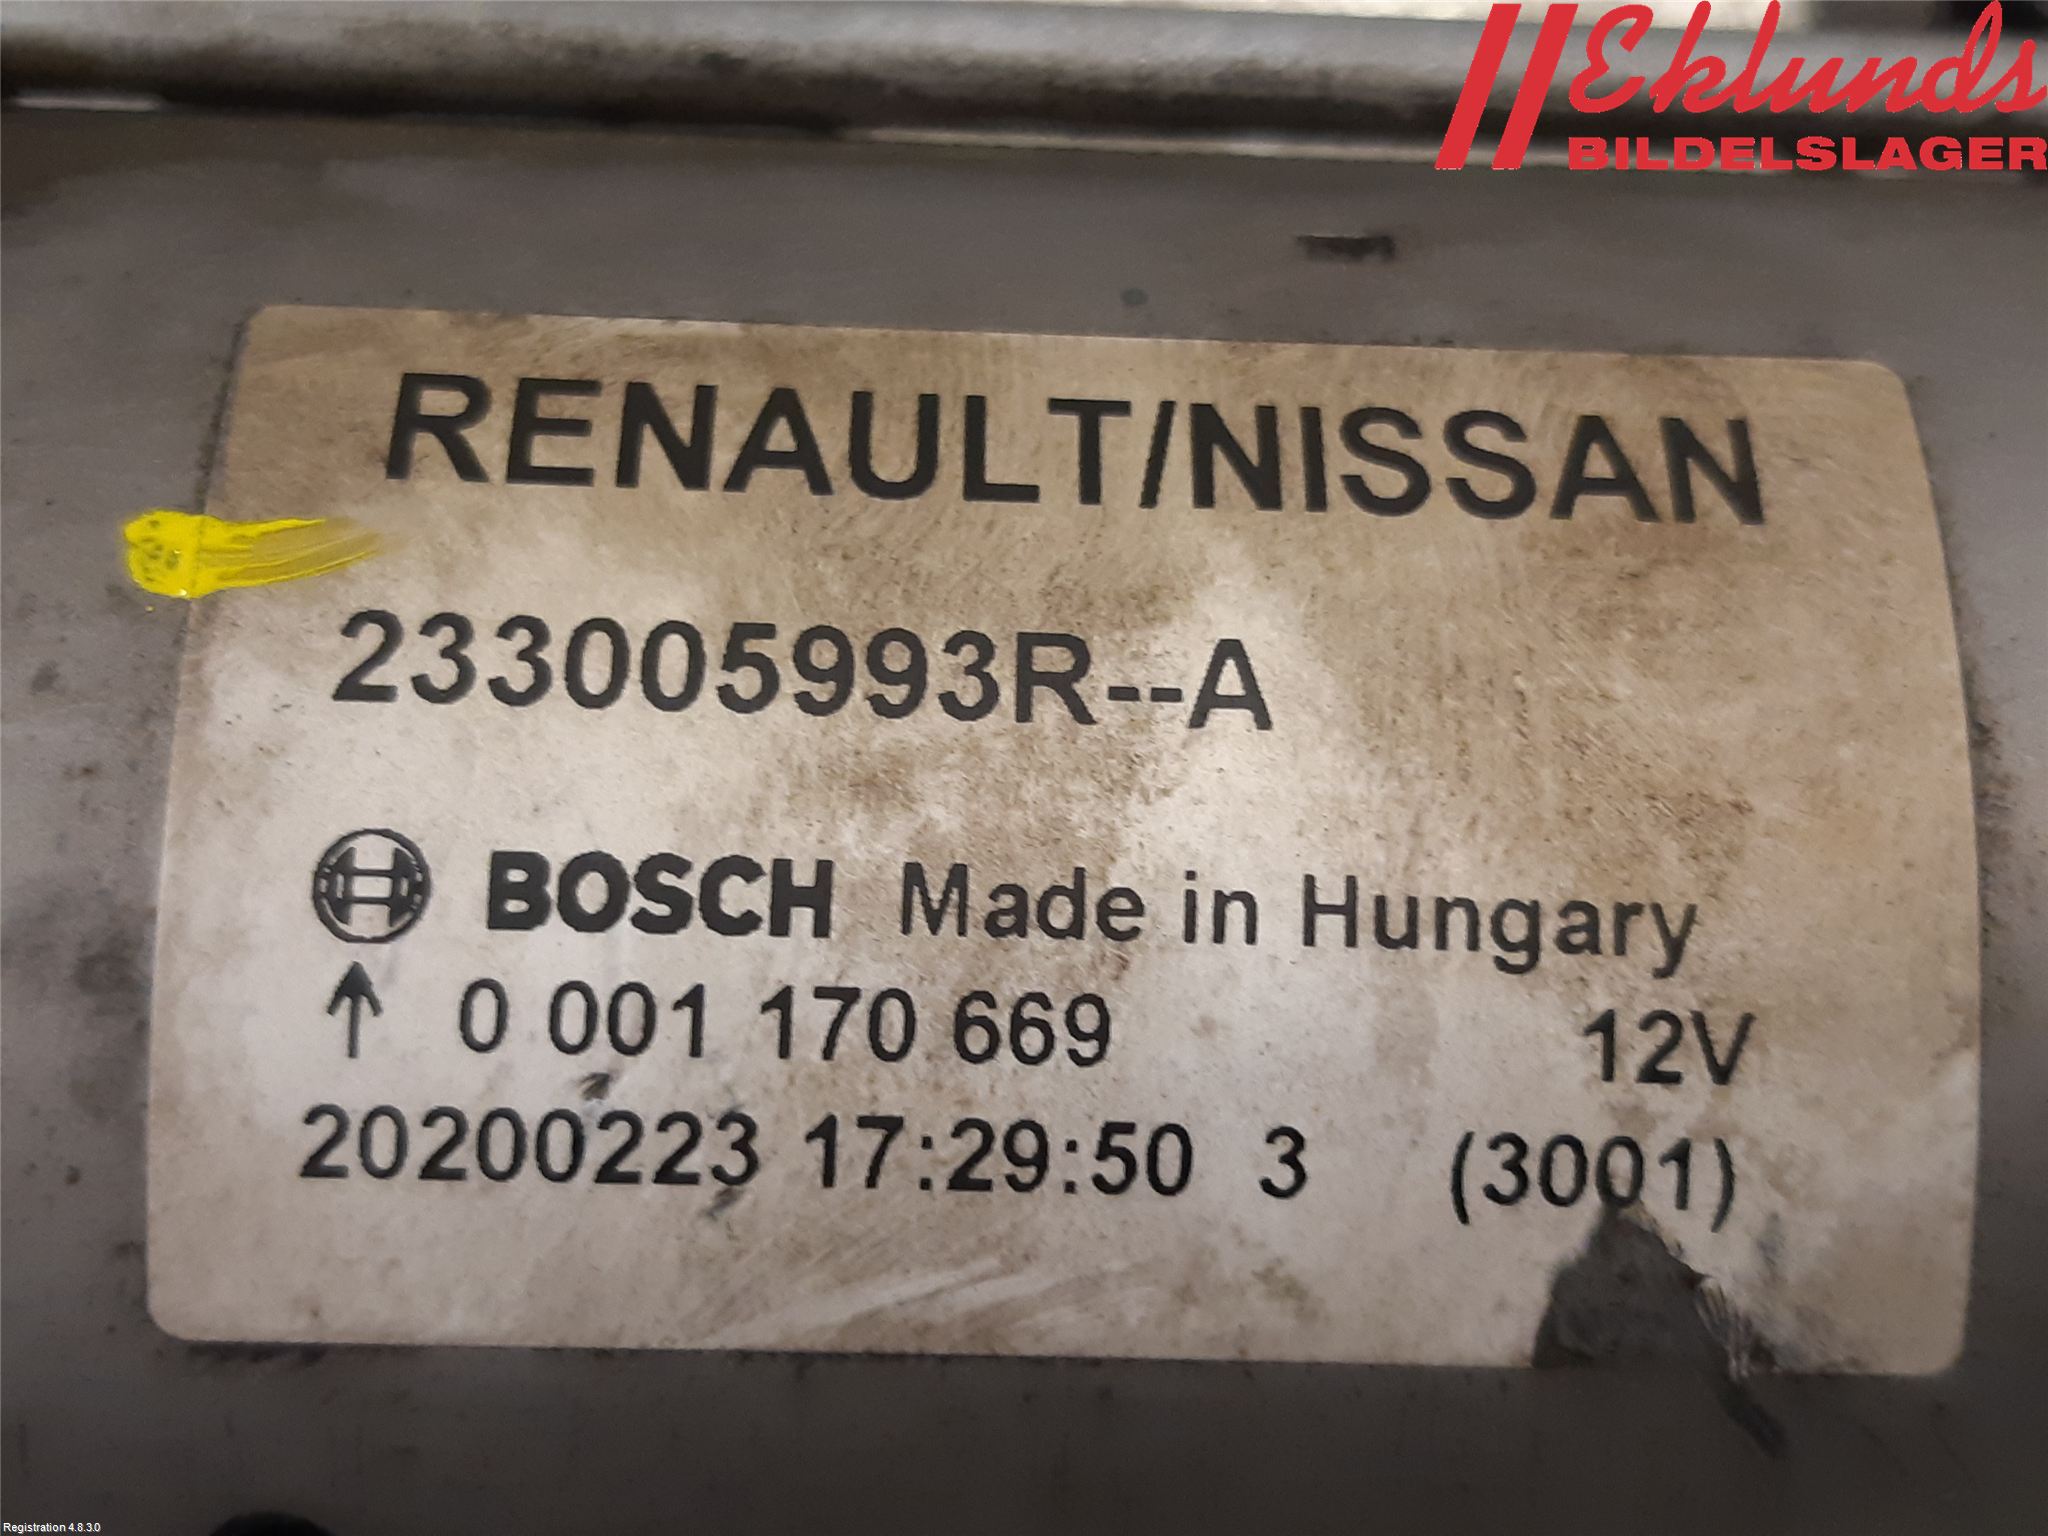 Eklunds
BILDELSLAGER
RENAULT/NISSAN
233005993R--A
BOSCH Made in Hungary
↑ 0 001 170 669 12V
20200223 17:29:50 3 (3001)
Registration 4.8.3.0